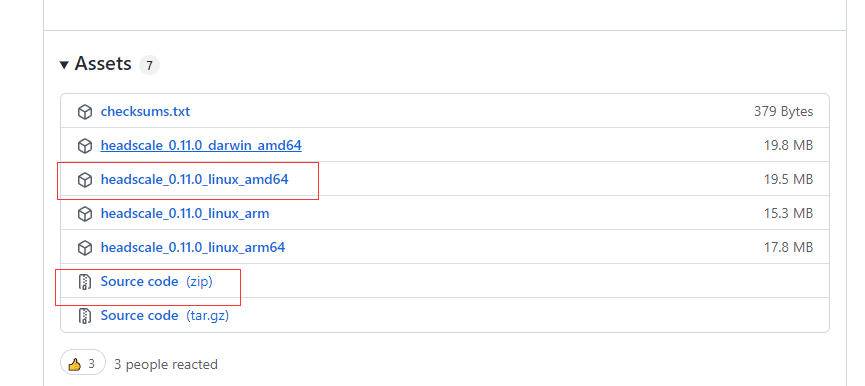 Assets 7
checksums.txt 379 Bytes
headscale_0.11.0_darwin_amd64 19.8 MB
headscale_0.11.0_linux_amd64 19.5 MB
headscale_0.11.0_linux_arm 15.3 MB
headscale_0.11.0_linux_arm64 17.8 MB
Source code (zip)
Source code (tar.gz)
3 3 people reacted